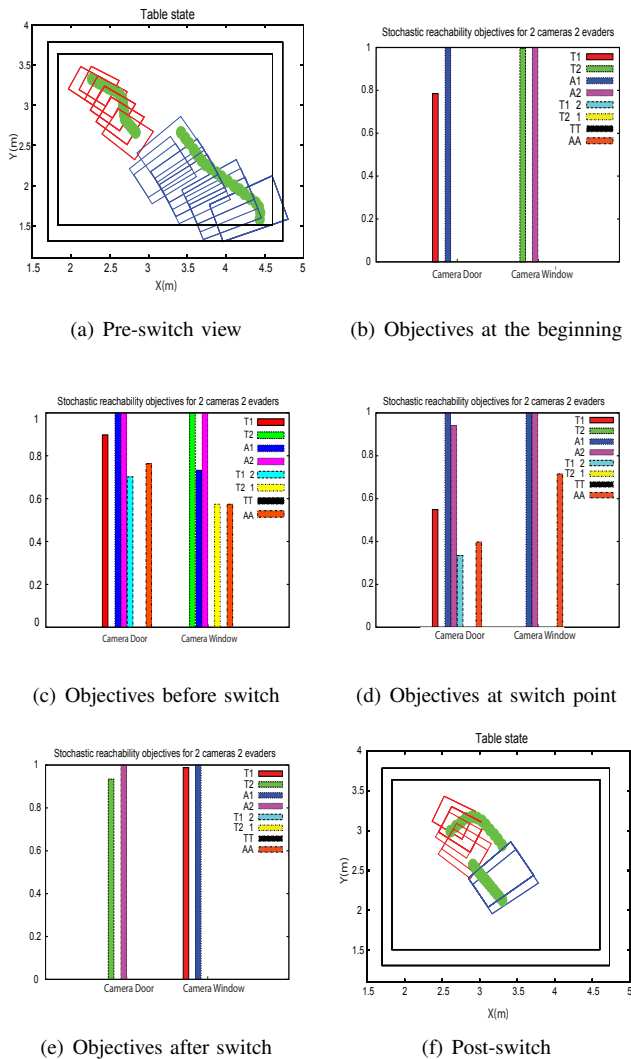 Table state
4
3.5
3
2.5
2
1.5
1
1.5 2 2.5 3 3.5 4 4.5 5
Y(m)
X(m)
(a) Pre-switch view
Stochastic reachability objectives for 2 cameras 2 evaders
1
0.8
0.6
0.4
0.2
0
T1
T2
A1
A2
T1 2
T2 1
TT
AA
Camera Door Camera Window
(b) Objectives at the beginning
Stochastic reachability objectives for 2 cameras 2 evaders
1
0.8
0.6
0.4
0.2
0
T1
T2
A1
A2
T1 2
T2 1
TT
AA
Camera Door Camera Window
(c) Objectives before switch
Stochastic reachability objectives for 2 cameras 2 evaders
1
0.8
0.6
0.4
0.2
0
T1
T2
A1
A2
T1 2
T2 1
TT
AA
Camera Door Camera Window
(d) Objectives at switch point
Stochastic reachability objectives for 2 cameras 2 evaders
1
0.8
0.6
0.4
0.2
0
T1
T2
A1
A2
T1 2
T2 1
TT
AA
Camera Door Camera Window
(e) Objectives after switch
Table state
4
3.5
3
2.5
2
1.5
1.1
1.5 2 2.5 3 3.5 4 4.5 5
Y(m)
X(m)
(f) Post-switch